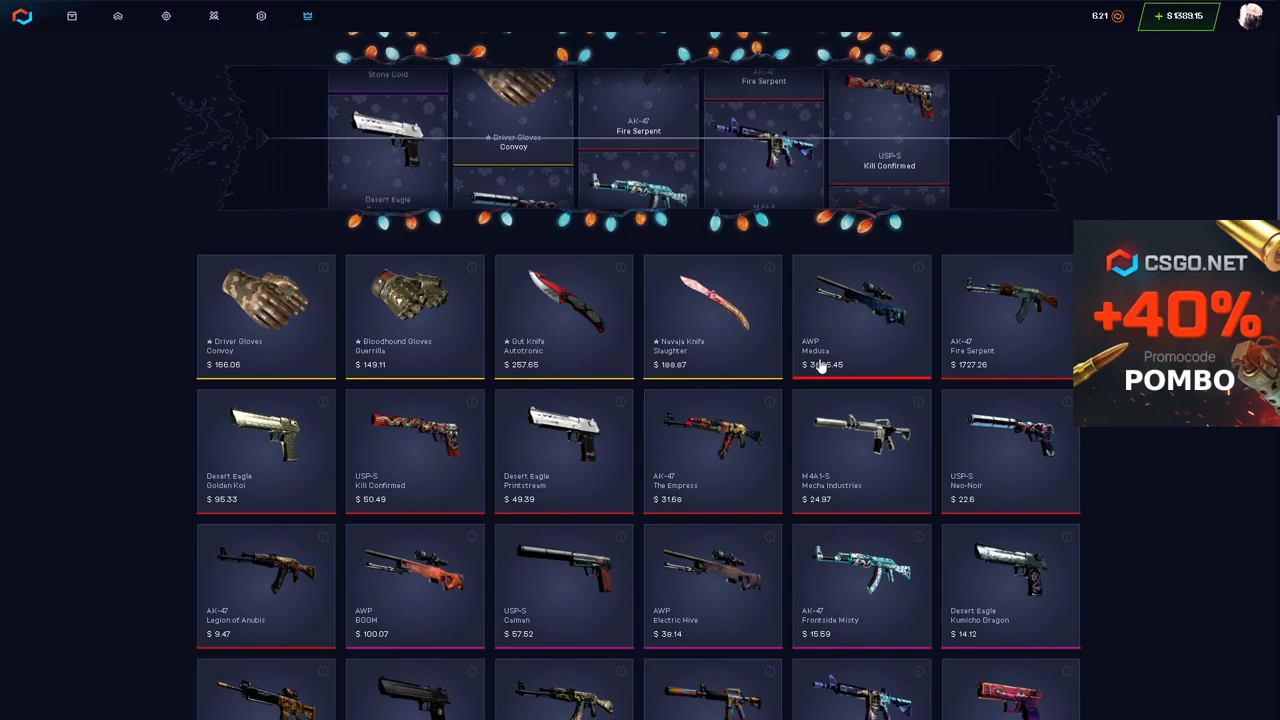 6.21
+ $ 1389.15
Stone Cold
★ Driver Gloves
Convoy
AK-47
Fire Serpent
AK-47
Fire Serpent
USP-S
Kill Confirmed
Desert Eagle
M4A4
CSGO.NET
+40%
Promocode
POMBO
★ Driver Gloves
Convoy
$ 166.06
★ Bloodhound Gloves
Guerrilla
$ 149.11
★ Gut Knife
Autotronic
$ 257.65
★ Navaja Knife
Slaughter
$ 188.87
AWP
Medusa
AK-47
Fire Serpent
$ 1727.26
Desert Eagle
Golden Koi
$ 95.33
USP-S
Kill Confirmed
$ 50.49
Desert Eagle
Printstream
$ 49.39
AK-47
The Empress
$ 31.68
M4A1-S
Mecha Industries
$ 24.97
USP-S
Neo-Noir
$ 22.6
AK-47
Legion of Anubis
$ 9.47
AWP
BOOM
$ 100.07
USP-S
Caiman
$ 57.52
AWP
Electric Hive
$ 38.14
AK-47
Frontside Misty
$ 15.59
Desert Eagle
Kumicho Dragon
$ 14.12